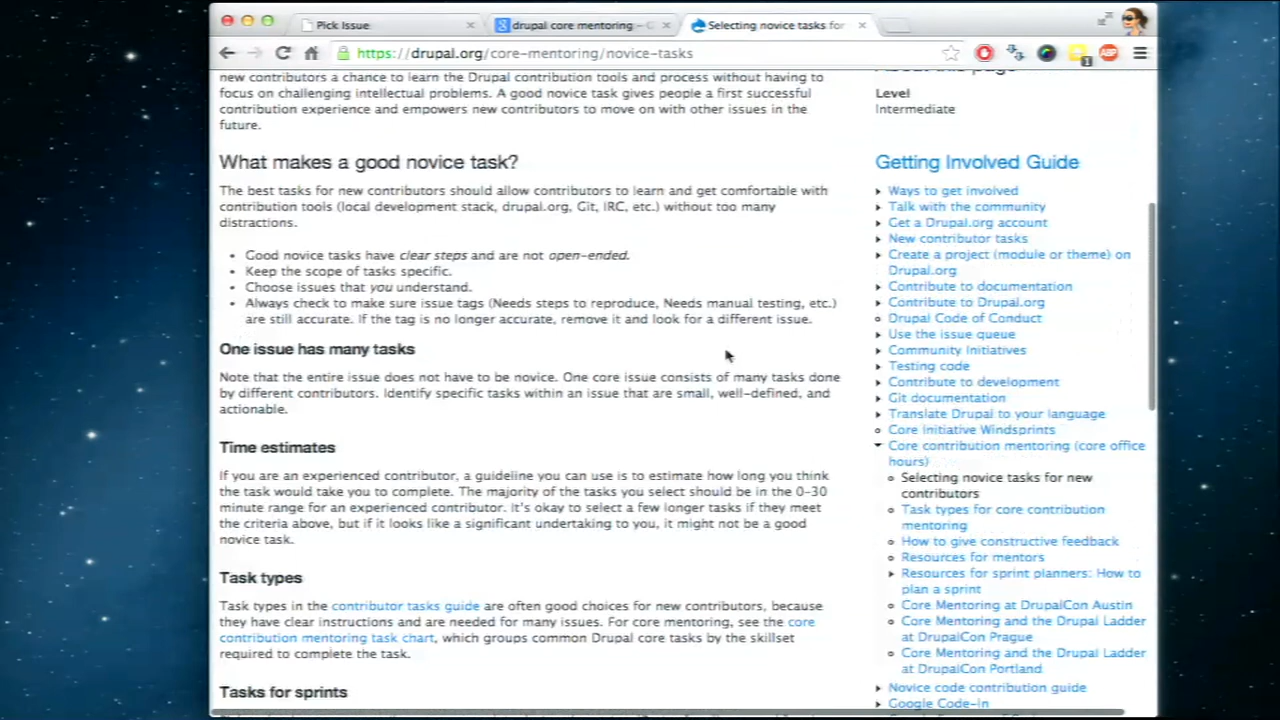 Pick Issue
drupal core mentoring -
Selecting novice tasks for
https://drupal.org/core-mentoring/novice-tasks
new contributors a chance to learn the Drupal contribution tools and process without having to
focus on challenging intellectual problems. A good novice task gives people a first successful
contribution experience and empowers new contributors to move on with other issues in the
future.
What makes a good novice task?
The best tasks for new contributors should allow contributors to learn and get comfortable with
contribution tools (local development stack, drupal.org, Git, IRC, etc.) without too many
distractions.
• Good novice tasks have clear steps and are not open-ended.
• Keep the scope of tasks specific.
• Choose issues that you understand.
• Always check to make sure issue tags (Needs steps to reproduce, Needs manual testing, etc.)
are still accurate. If the tag is no longer accurate, remove it and look for a different issue.
One issue has many tasks
Note that the entire issue does not have to be novice. One core issue consists of many tasks done
by different contributors. Identify specific tasks within an issue that are small, well-defined, and
actionable.
Time estimates
If you are an experienced contributor, a guideline you can use is to estimate how long you think
the task would take you to complete. The majority of the tasks you select should be in the 0-30
minute range for an experienced contributor. It's okay to select a few longer tasks if they meet
the criteria above, but if it looks like a significant undertaking to you, it might not be a good
novice task.
Task types
Task types in the contributor tasks guide are often good choices for new contributors, because
they have clear instructions and are needed for many issues. For core mentoring, see the core
contribution mentoring task chart, which groups common Drupal core tasks by the skillset
required to complete the task.
Tasks for sprints
About this page
Level
Intermediate
Getting Involved Guide
Ways to get involved
Talk with the community
Get a Drupal.org account
New contributor tasks
Create a project (module or theme) on
Drupal.org
Contribute to documentation
Contribute to Drupal.org
Drupal Code of Conduct
Use the issue queue
Community Initiatives
Testing code
Contribute to development
Git documentation
Translate Drupal to your language
Core Initiative Windsprints
Core contribution mentoring (core office
hours)
Selecting novice tasks for new
contributors
Task types for core contribution
mentoring
How to give constructive feedback
Resources for mentors
Resources for sprint planners: How to
plan a sprint
Core Mentoring at DrupalCon Austin
Core Mentoring and the Drupal Ladder
at DrupalCon Prague
Core Mentoring and the Drupal Ladder
at DrupalCon Portland
Novice code contribution guide
Google Code-In
ABP
1